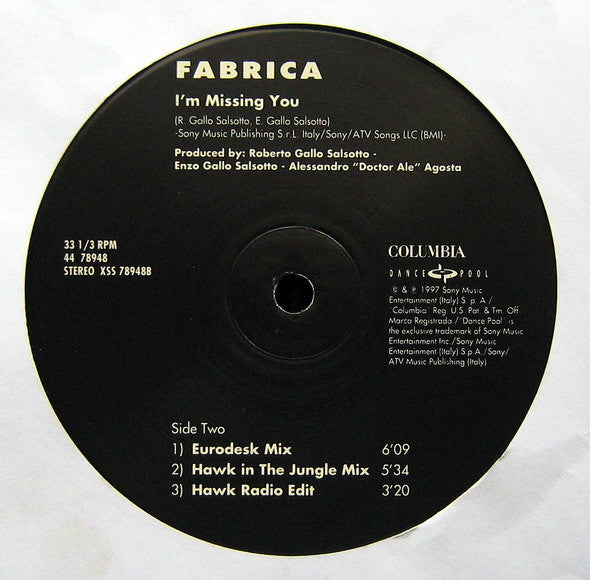 FABRICA
I'm Missing You
(R. Gallo Salsotto, E. Gallo Salsotto)
-Sony Music Publishing S.r.L. Italy/Sony/ATV Songs LLC (BMI)-
Produced by: Roberto Gallo Salsotto -
Enzo Gallo Salsotto - Alessandro "Doctor Ale" Agosta
33 1/3 RPM
44 78948
STEREO XSS 78948B
COLUMBIA
DANCE POOL
© & ℗ 1997 Sony Music
Entertainment (Italy) S. p. A /
"Columbia" Reg. U.S. Pat. & Tm. Off
Marca Registrada /"Dance Pool" is
the exclusive trademark of Sony Music
Entertainment Inc./Sony Music
Entertainment (Italy) S.p.A./Sony/
ATV Music Publishing (Italy)
Side Two
1) Eurodesk Mix 6'09
2) Hawk in The Jungle Mix 5'34
3) Hawk Radio Edit 3'20